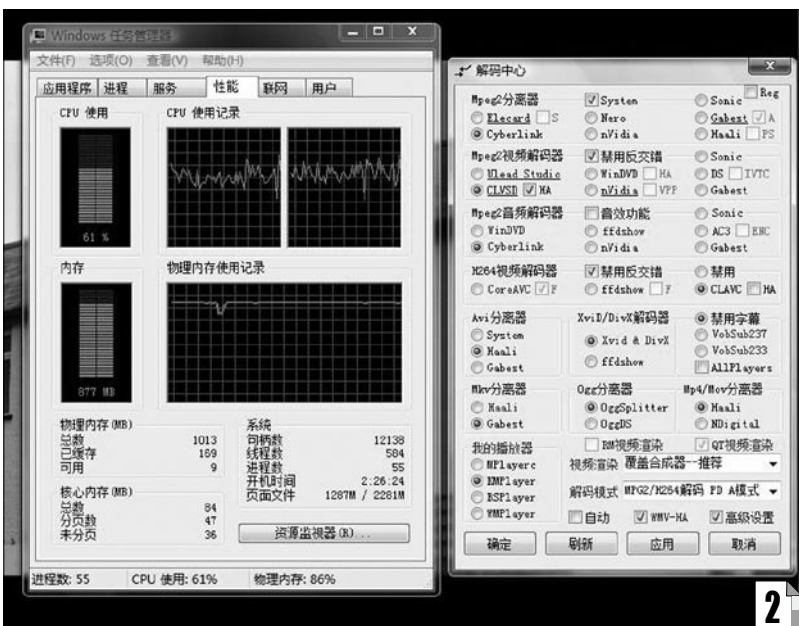 Windows 任务管理器
文件(F) 选项(O) 查看(V) 帮助(H)
应用程序 进程 服务 性能 联网 用户
CPU 使用 CPU 使用记录
61 %
内存 物理内存使用记录
877 MB
物理内存(MB)
总数 1013
已缓存 169
可用 9
核心内存(MB)
总数 84
分页数 47
未分页 36
系统
句柄数 12138
线程数 584
进程数 55
开机时间 2:26:24
页面文件 1287M / 2281M
资源监视器(R)...
进程数: 55 CPU 使用: 61% 物理内存: 86%
解码中心
Reg
Mpeg2分离器 System Sonic
Elecard S Nero Gabest A
Cyberlink nVidia Haali PS
Mpeg2视频解码器 禁用反交错 Sonic
Ulead Studio WinDVD HA DS IVTC
CLVSD HA nVidia VPP Gabest
Mpeg2音频解码器 音效功能 Sonic
WinDVD ffdshow AC3 ENC
Cyberlink nVidia Gabest
H264视频解码器 禁用反交错 禁用
CoreAVC F ffdshow F CLAVC HA
Avi分离器 XviD/DivX解码器 禁用字幕
System Xvid & DivX VobSub237
Haali ffdshow VobSub233
Gabest AllPlayers
Mkv分离器 Ogg分离器 Mp4/Mov分离器
Haali OggSplitter Haali
Gabest OggDS NDigital
我的播放器 RM视频渲染 QT视频渲染
MPlayerc 视频渲染 覆盖合成器--推荐
KMPlayer
BSPlayer 解码模式 MPG2/H264解码 PD A模式
WMPlayer 自动 WMV-HA 高级设置
确定 刷新 应用 取消
2